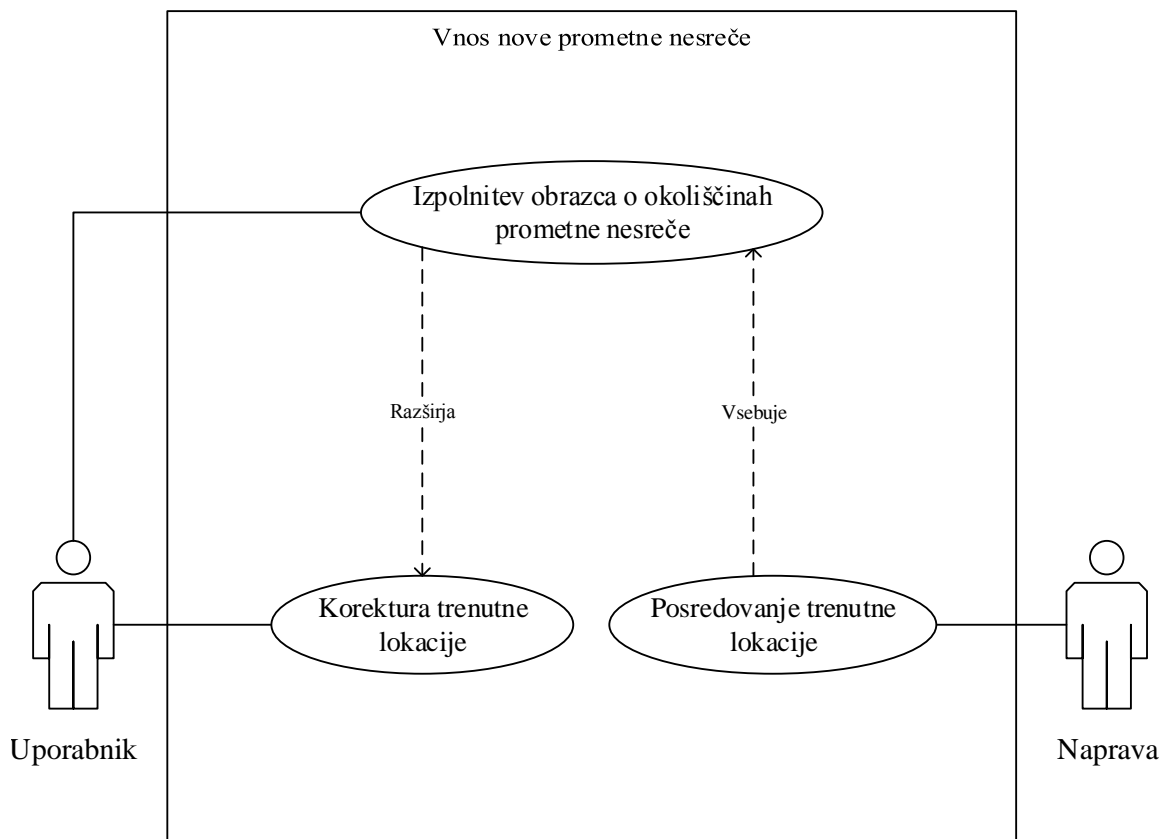 Vnos nove prometne nesreče
Izpolnitev obrazca o okoliščinah
prometne nesreče
Razširja
Vsebuje
Korektura trenutne
lokacije
Posredovanje trenutne
lokacije
Uporabnik
Naprava